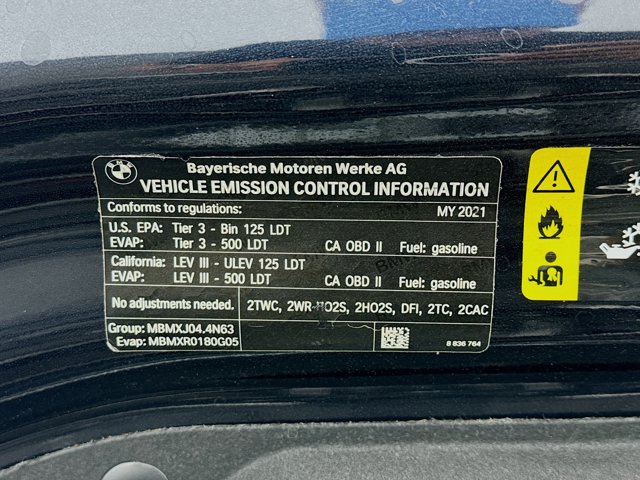 BMW
Bayerische Motoren Werke AG
VEHICLE EMISSION CONTROL INFORMATION
Conforms to regulations: MY 2021
U.S. EPA: Tier 3 - Bin 125 LDT
EVAP: Tier 3 - 500 LDT CA OBD II Fuel: gasoline
California: LEV III - ULEV 125 LDT
EVAP: LEV III - 500 LDT CA OBD II Fuel: gasoline
No adjustments needed. 2TWC, 2WR-HO2S, 2HO2S, DFI, 2TC, 2CAC
Group: MBMXJ04.4N63
Evap: MBMXR0180G05
8 836 764